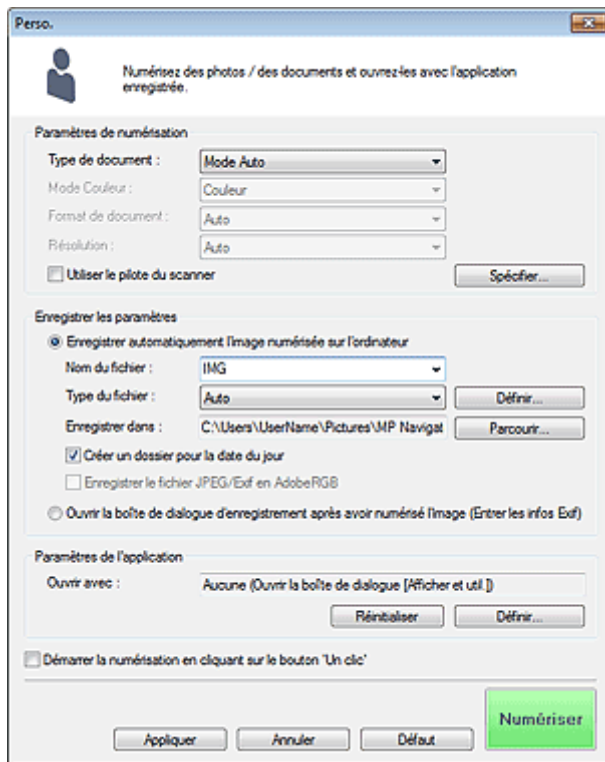 Perso.
Numérisez des photos / des documents et ouvrez-les avec l'application
enregistrée.
Paramètres de numérisation
Type de document : Mode Auto
Mode Couleur : Couleur
Format de document : Auto
Résolution : Auto
Utiliser le pilote du scanner Spécifier...
Enregistrer les paramètres
Enregistrer automatiquement l'image numérisée sur l'ordinateur
Nom du fichier : IMG
Type du fichier : Auto Définir...
Enregistrer dans : C:\Users\UserName\Pictures\MP Navigat Parcourir...
Créer un dossier pour la date du jour
Enregistrer le fichier JPEG/Exif en AdobeRGB
Ouvrir la boîte de dialogue d'enregistrement après avoir numérisé l'image (Entrer les infos Exif)
Paramètres de l'application
Ouvrir avec : Aucune (Ouvrir la boîte de dialogue [Afficher et util.])
Réinitialiser Définir...
Démarrer la numérisation en cliquant sur le bouton 'Un clic'
Numériser
Appliquer Annuler Défaut